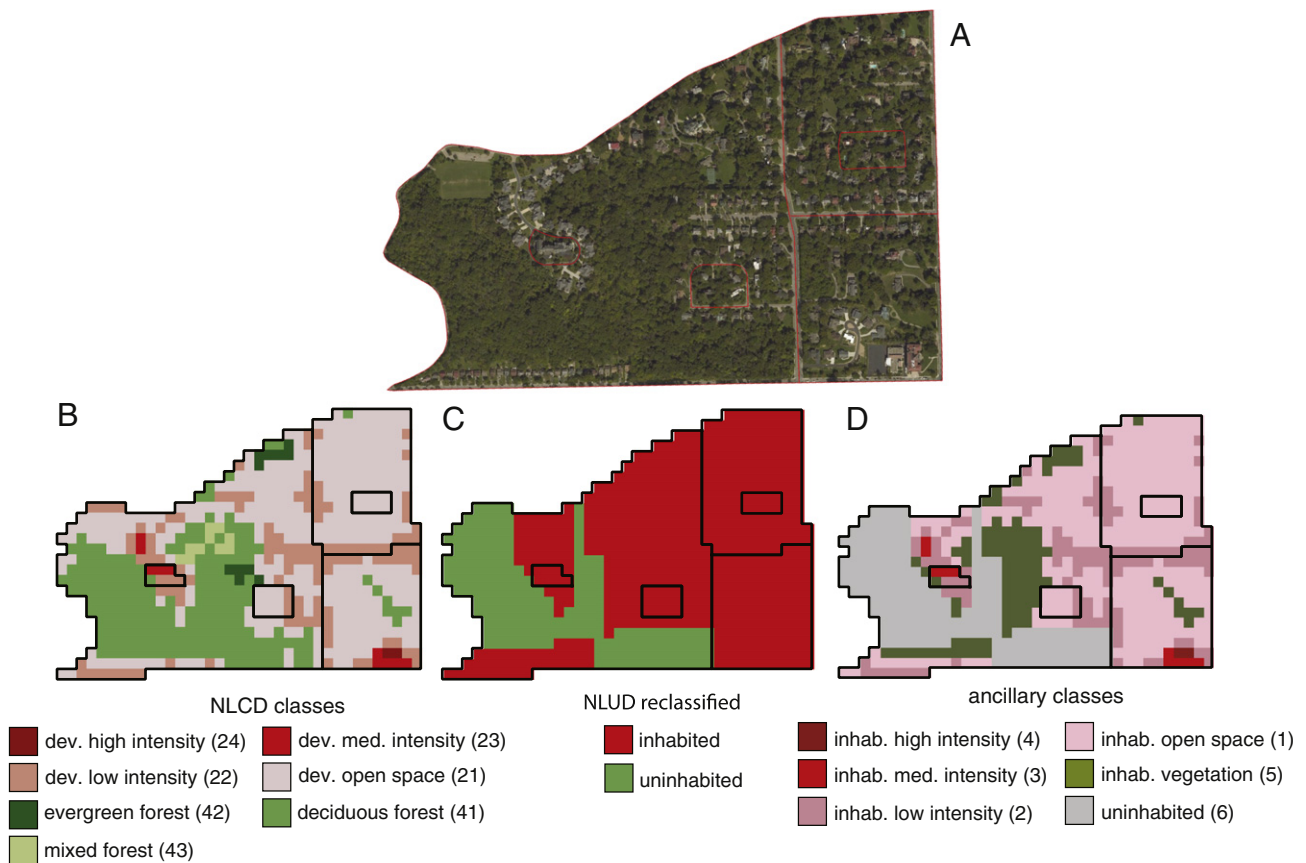 A
B
C
D
NLCD classes
dev. high intensity (24)
dev. med. intensity (23)
dev. low intensity (22)
dev. open space (21)
evergreen forest (42)
deciduous forest (41)
mixed forest (43)
NLUD reclassified
inhabited
uninhabited
ancillary classes
inhab. high intensity (4)
inhab. open space (1)
inhab. med. intensity (3)
inhab. vegetation (5)
inhab. low intensity (2)
uninhabited (6)